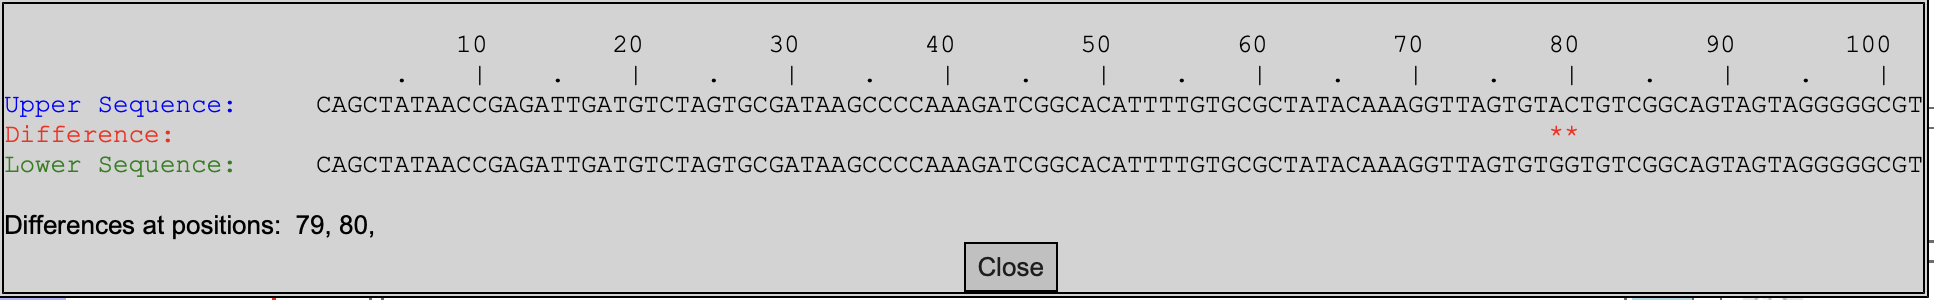 10 20 30 40 50 60 70 80 90 100
. | . | . | . | . | . | . | . | . | . |
Upper Sequence: CAGCTATAACCGAGATTGATGTCTAGTGCGATAAGCCCCAAAGATCGGCACATTTTGTGCGCTATACAAAGGTTAGTGTACTGTCGGCAGTAGTAGGGGGCGT
Difference: **
Lower Sequence: CAGCTATAACCGAGATTGATGTCTAGTGCGATAAGCCCCAAAGATCGGCACATTTTGTGCGCTATACAAAGGTTAGTGTGGTGTCGGCAGTAGTAGGGGGCGT
Differences at positions: 79, 80,
Close